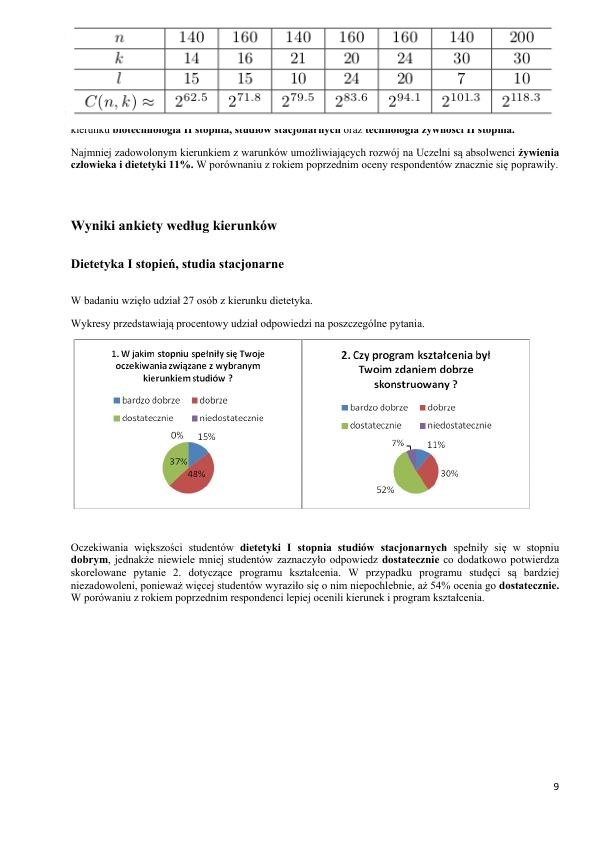 n 140 160 140 160 160 140 200
k 14 16 21 20 24 30 30
l 15 15 10 24 20 7 10
C(n, k) ≈ 2^62.5 2^71.8 2^79.5 2^83.6 2^94.1 2^101.3 2^118.3
kierunku biotechnologia II stopnia, studiów stacjonarnych oraz technologia żywności II stopnia.
Najmniej zadowolonym kierunkiem z warunków umożliwiających rozwój na Uczelni są absolwenci żywienia
człowieka i dietetyki 11%. W porównaniu z rokiem poprzednim oceny respondentów znacznie się poprawiły.
Wyniki ankiety według kierunków
Dietetyka I stopień, studia stacjonarne
W badaniu wzięło udział 27 osób z kierunku dietetyka.
Wykresy przedstawiają procentowy udział odpowiedzi na poszczególne pytania.
1. W jakim stopniu spełniły się Twoje
oczekiwania związane z wybranym
kierunkiem studiów ?
bardzo dobrze dobrze
dostatecznie niedostatecznie
0% 15%
37%
48%
2. Czy program kształcenia był
Twoim zdaniem dobrze
skonstruowany ?
bardzo dobrze dobrze
dostatecznie niedostatecznie
7% 11%
30%
52%
Oczekiwania większości studentów dietetyki I stopnia studiów stacjonarnych spełniły się w stopniu
dobrym, jednakże niewiele mniej studentów zaznaczyło odpowiedz dostatecznie co dodatkowo potwierdza
skorelowane pytanie 2. dotyczące programu kształcenia. W przypadku programu studęci są bardziej
niezadowoleni, ponieważ więcej studentów wyraziło się o nim niepochlebnie, aż 54% ocenia go dostatecznie.
W porówaniu z rokiem poprzednim respondenci lepiej ocenili kierunek i program kształcenia.
9